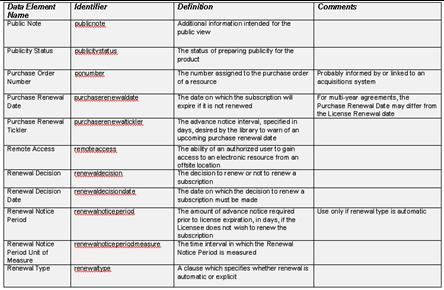 Data Element Name | Identifier | Definition | Comments
Public Note | publicnote | Additional information intended for the public view
Publicity Status | publicitystatus | The status of preparing publicity for the product
Purchase Order Number | ponumber | The number assigned to the purchase order of a resource | Probably informed by or linked to an acquisitions system
Purchase Renewal Date | purchaserenewaldate | The date on which the subscription will expire if it is not renewed | For multi-year agreements, the Purchase Renewal Date may differ from the License Renewal date
Purchase Renewal Tickler | purchaserenewaltickler | The advance notice interval, specified in days, desired by the library to warn of an upcoming purchase renewal date
Remote Access | remoteaccess | The ability of an authorized user to gain access to an electronic resource from an offsite location
Renewal Decision | renewaldecision | The decision to renew or not to renew a subscription
Renewal Decision Date | renewaldecisiondate | The date on which the decision to renew a subscription must be made
Renewal Notice Period | renewalnoticeperiod | The amount of advance notice required prior to license expiration, in days, if the Licensee does not wish to renew the subscription | Use only if renewal type is automatic
Renewal Notice Period Unit of Measure | renewalnoticeperiodmeasure | The time interval in which the Renewal Notice Period is measured
Renewal Type | renewaltype | A clause which specifies whether renewal is automatic or explicit